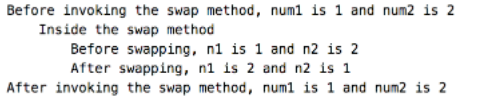 Before invoking the swap method, num1 is 1 and num2 is 2
Inside the swap method
Before swapping, n1 is 1 and n2 is 2
After swapping, n1 is 2 and n2 is 1
After invoking the swap method, num1 is 1 and num2 is 2